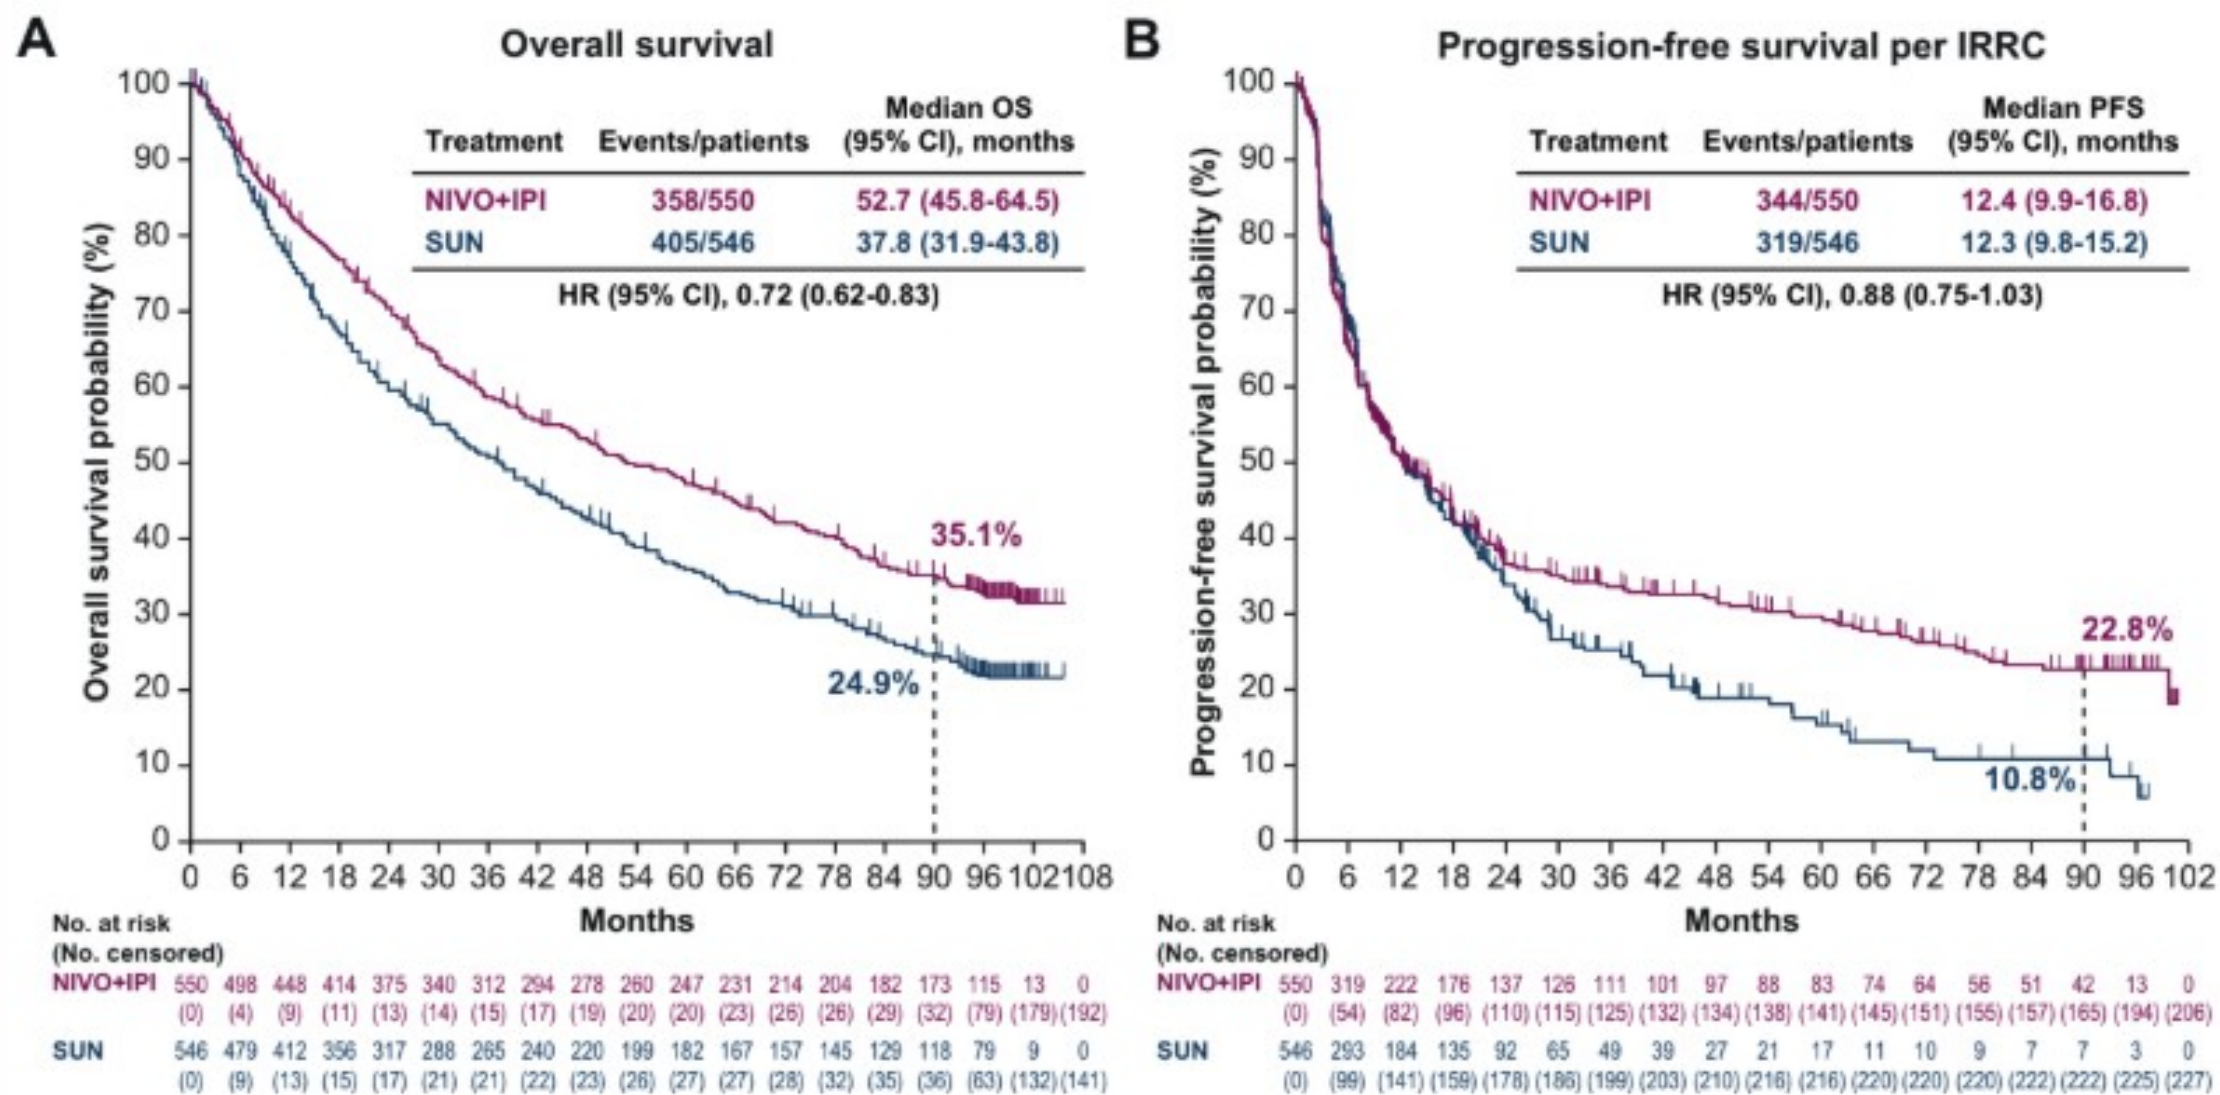 A
Overall survival
Overall survival probability (%)
100
90
80
70
60
50
40
30
20
10
0
Treatment Events/patients Median OS (95% CI), months
NIVO+IPI 358/550 52.7 (45.8-64.5)
SUN 405/546 37.8 (31.9-43.8)
HR (95% CI), 0.72 (0.62-0.83)
35.1%
24.9%
0 6 12 18 24 30 36 42 48 54 60 66 72 78 84 90 96 102 108
Months
No. at risk
(No. censored)
NIVO+IPI 550 498 448 414 375 340 312 294 278 260 247 231 214 204 182 173 115 13 0
(0) (4) (9) (11) (13) (14) (15) (17) (19) (20) (20) (23) (26) (26) (29) (32) (79) (179) (192)
SUN 546 479 412 356 317 288 265 240 220 199 182 167 157 145 129 118 79 9 0
(0) (9) (13) (15) (17) (21) (21) (22) (23) (26) (27) (27) (28) (32) (35) (36) (63) (132) (141)
B
Progression-free survival per IRRC
Progression-free survival probability (%)
100
90
80
70
60
50
40
30
20
10
0
Treatment Events/patients Median PFS (95% CI), months
NIVO+IPI 344/550 12.4 (9.9-16.8)
SUN 319/546 12.3 (9.8-15.2)
HR (95% CI), 0.88 (0.75-1.03)
22.8%
10.8%
0 6 12 18 24 30 36 42 48 54 60 66 72 78 84 90 96 102
Months
No. at risk
(No. censored)
NIVO+IPI 550 319 222 176 137 126 111 101 97 88 83 74 64 56 51 42 13 0
(0) (54) (82) (96) (110) (115) (125) (132) (134) (138) (141) (145) (151) (155) (157) (165) (194) (206)
SUN 546 293 184 135 92 65 49 39 27 21 17 11 10 9 7 7 3 0
(0) (99) (141) (159) (178) (186) (199) (203) (210) (216) (216) (220) (220) (220) (222) (222) (225) (227)